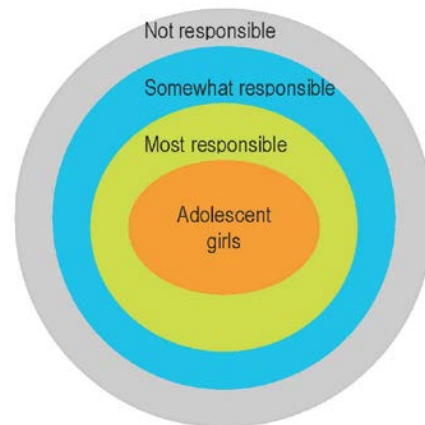 Not responsible
Somewhat responsible
Most responsible
Adolescent
girls